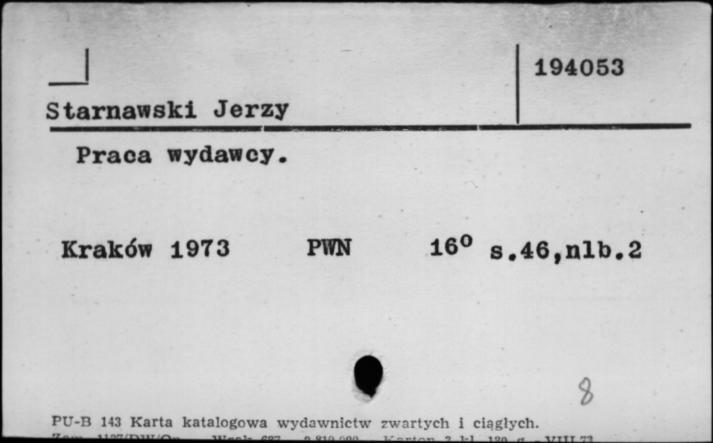 194053
Starnawski Jerzy
Praca wydawcy.
Kraków 1973 PWN 16° s.46,nlb.2
8
PU-B 143 Karta katalogowa wydawnictw zwartych i ciągłych.